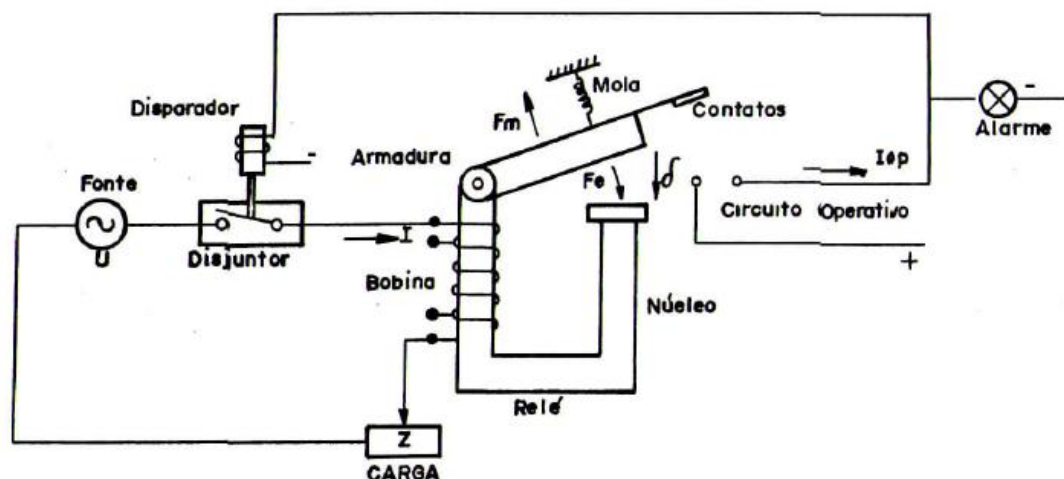 Mola
Disparador
-
Fm
Contatos
-
Alarme
Armadura
Fonte
Fe
δ
Iop
U
Disjuntor
I
Circuito Operativo
+
Bobina
Núcleo
Relé
Z
CARGA